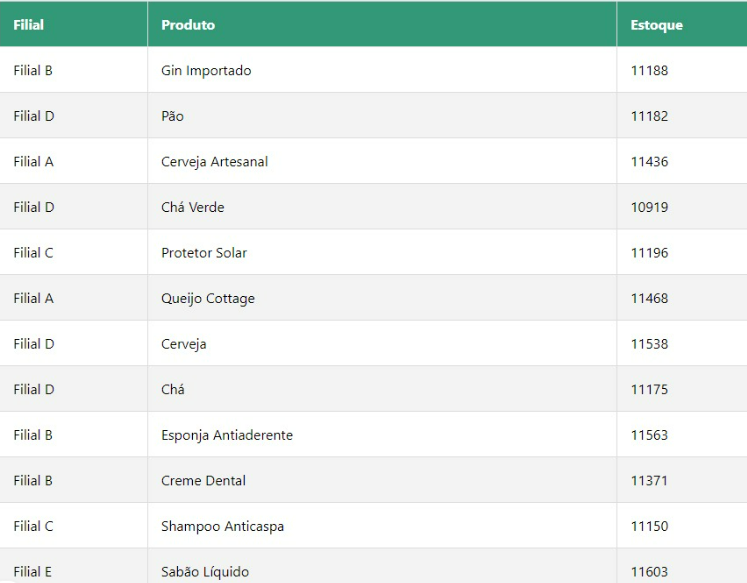 Filial Produto Estoque
Filial B Gin Importado 11188
Filial D Pão 11182
Filial A Cerveja Artesanal 11436
Filial D Chá Verde 10919
Filial C Protetor Solar 11196
Filial A Queijo Cottage 11468
Filial D Cerveja 11538
Filial D Chá 11175
Filial B Esponja Antiaderente 11563
Filial B Creme Dental 11371
Filial C Shampoo Anticaspa 11150
Filial E Sabão Líquido 11603